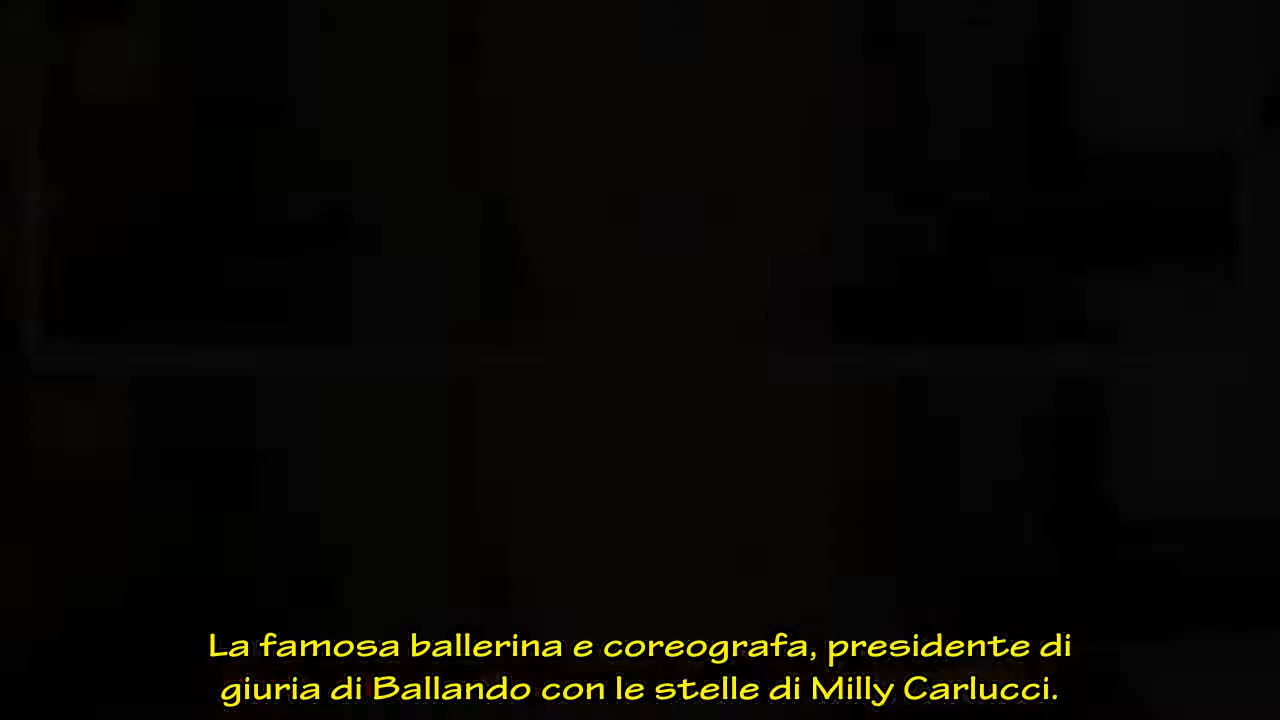 La famosa ballerina e coreografa, presidente di
giuria di Ballando con le stelle di Milly Carlucci.